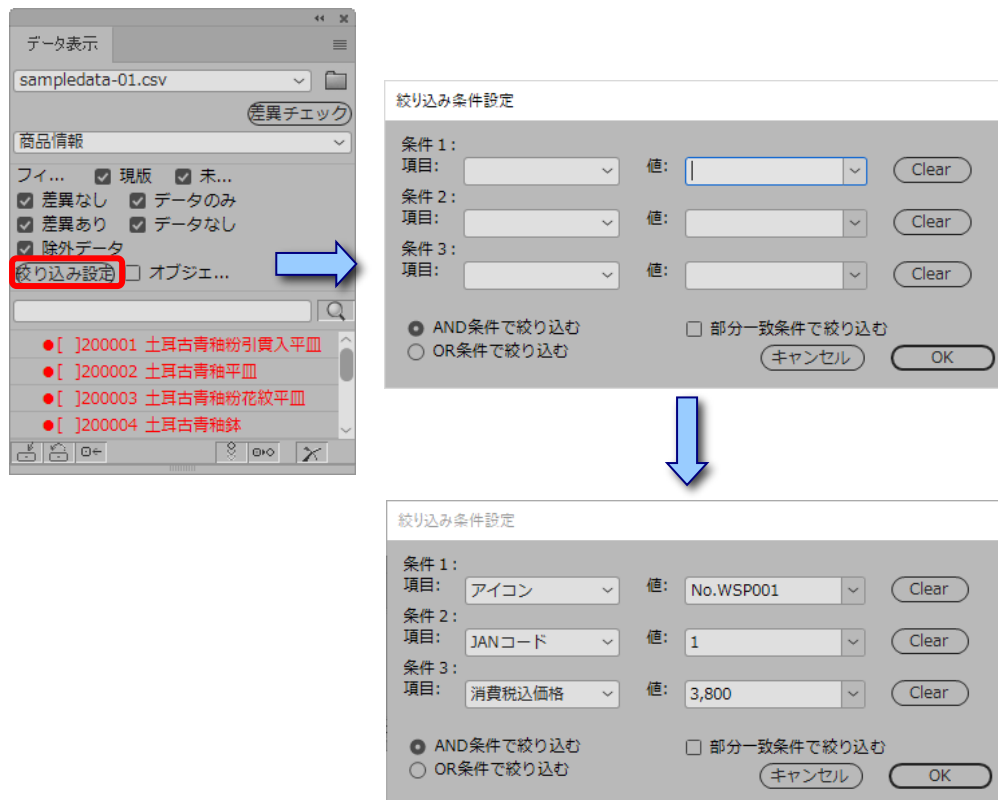 データ表示
sampledata-01.csv
差異チェック
商品情報
フィ... 現版 未...
差異なし データのみ
差異あり データなし
除外データ
絞り込み設定 オブジェ...
●[ ]200001 土耳古青釉粉引貫入平皿
●[ ]200002 土耳古青釉平皿
●[ ]200003 土耳古青釉粉花紋平皿
●[ ]200004 土耳古青釉鉢
絞り込み条件設定
条件 1:
項目: 値: Clear
条件 2:
項目: 値: Clear
条件 3:
項目: 値: Clear
AND条件で絞り込む 部分一致条件で絞り込む
OR条件で絞り込む キャンセル OK
絞り込み条件設定
条件 1:
項目: アイコン 値: No.WSP001 Clear
条件 2:
項目: JANコード 値: 1 Clear
条件 3:
項目: 消費税込価格 値: 3,800 Clear
AND条件で絞り込む 部分一致条件で絞り込む
OR条件で絞り込む キャンセル OK